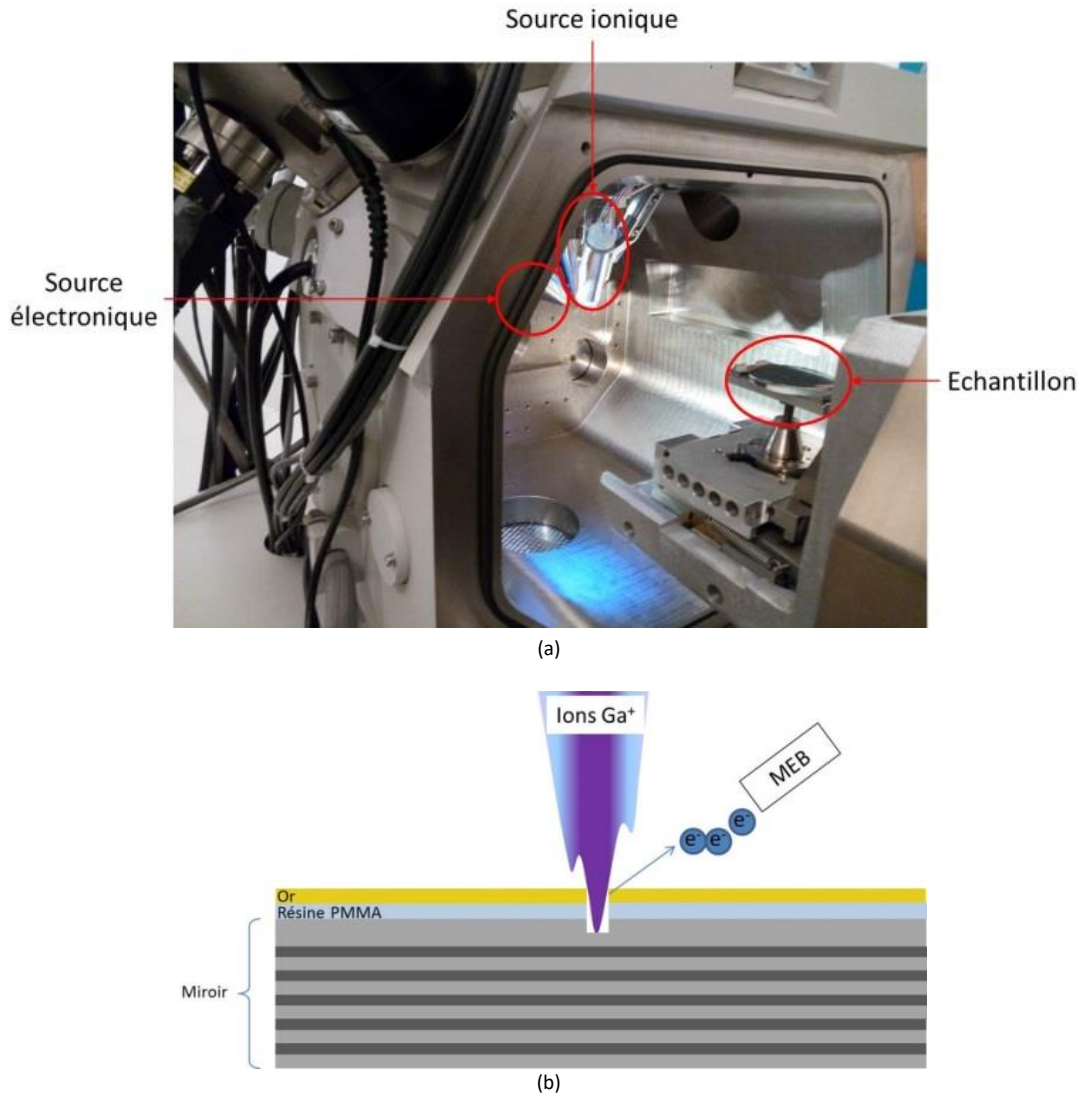 Source ionique
Source
électronique
Echantillon
(a)
Ions Ga⁺
MEB
e⁻ e⁻ e⁻
Or
Résine PMMA
Miroir
(b)